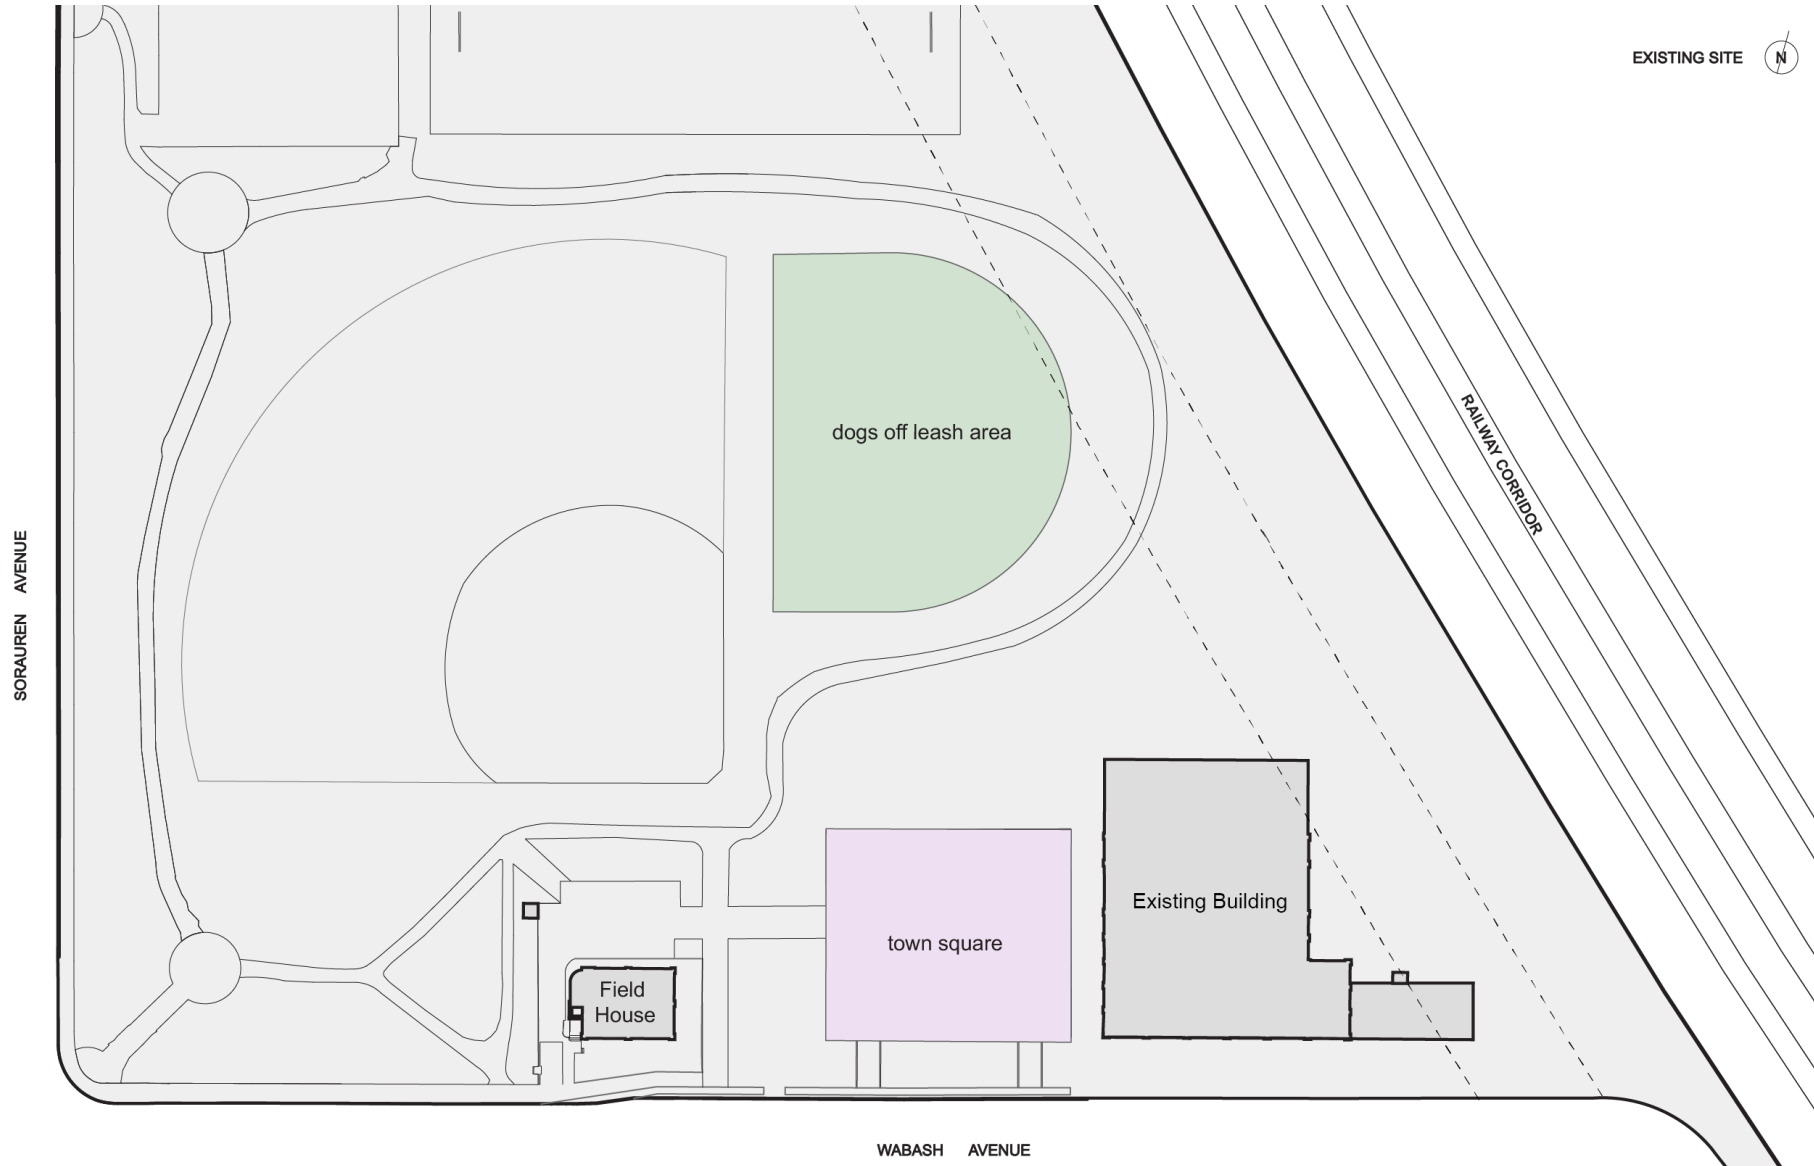 EXISTING SITE N
RAILWAY CORRIDOR
dogs off leash area
SORAUREN AVENUE
Existing Building
town square
Field
House
WABASH AVENUE